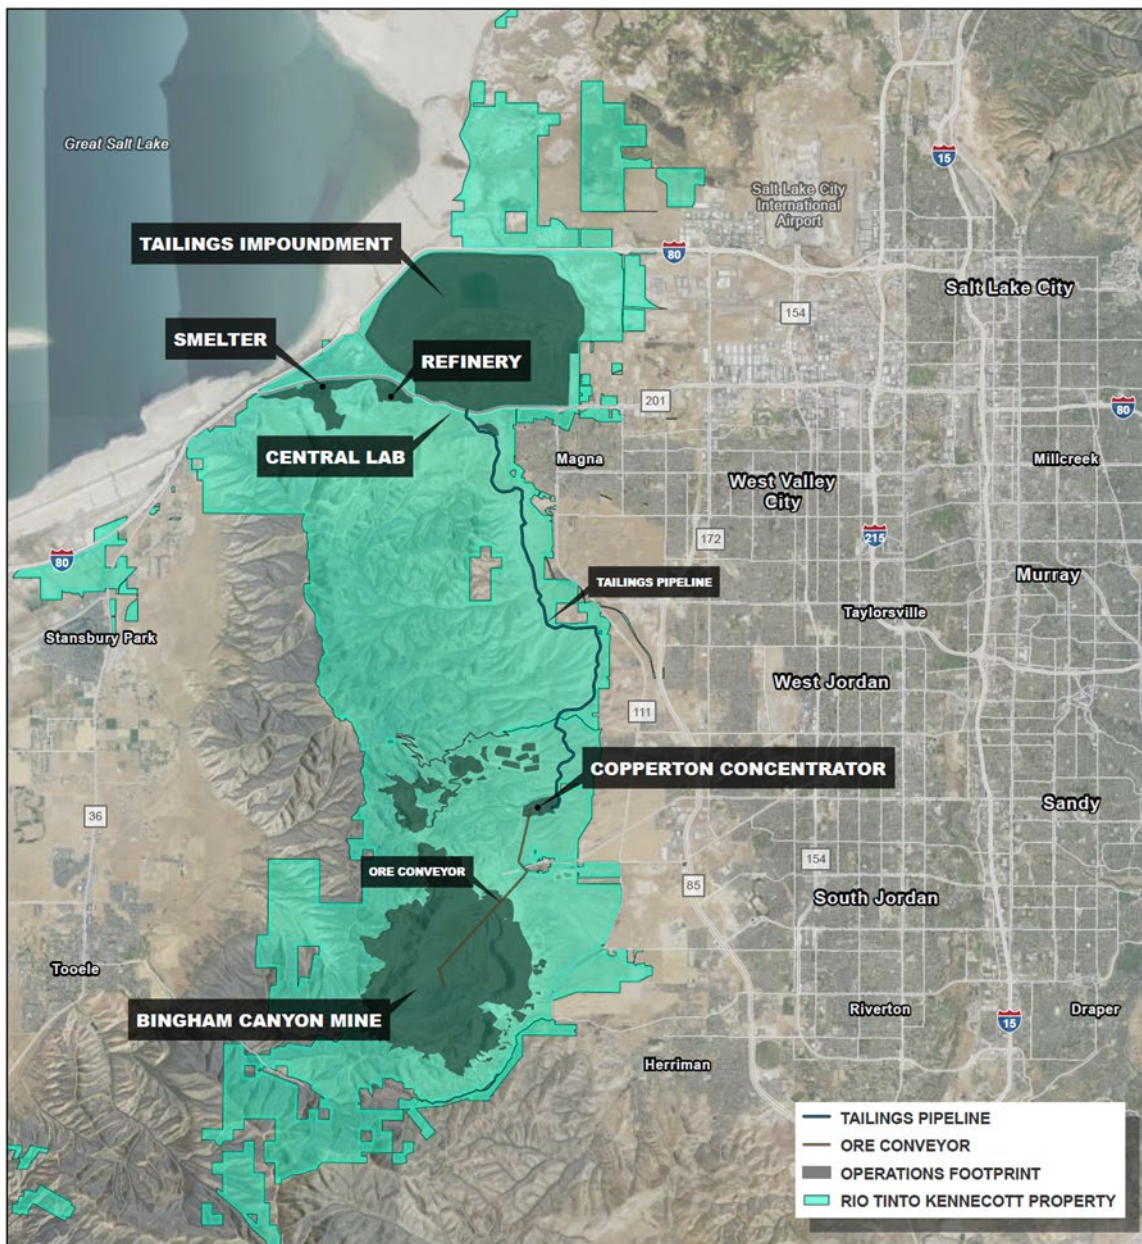 Great Salt Lake
15
Salt Lake City
International
Airport
TAILINGS IMPOUNDMENT
80
Salt Lake City
154
SMELTER
REFINERY
201
80
CENTRAL LAB
Magna
Millcreek
West Valley
City
172
215
80
TAILINGS PIPELINE
Murray
Stansbury Park
Taylorsville
West Jordan
111
COPPERTON CONCENTRATOR
Sandy
36
154
ORE CONVEYOR
85
South Jordan
Tooele
Riverton
Draper
BINGHAM CANYON MINE
15
Herriman
TAILINGS PIPELINE
ORE CONVEYOR
OPERATIONS FOOTPRINT
RIO TINTO KENNECOTT PROPERTY